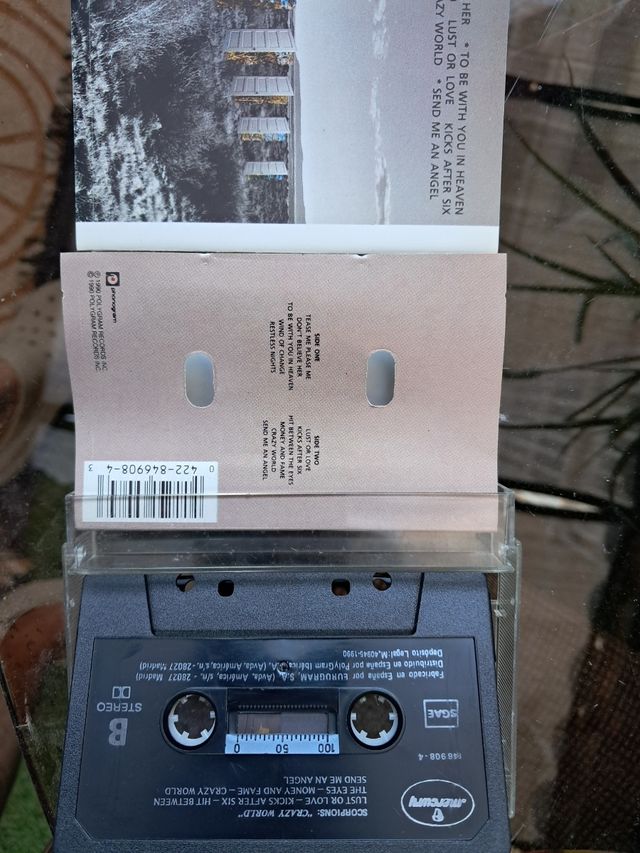 HER * TO BE WITH YOU IN HEAVEN
LUST OR LOVE KICKS AFTER SIX
AZY WORLD * SEND ME AN ANGEL
SIDE ONE
TEASE ME PLEASE ME
DON'T BELIEVE HER
TO BE WITH YOU IN HEAVEN
WIND OF CHANGE
RESTLESS NIGHTS
SIDE TWO
LUST OR LOVE
KICKS AFTER SIX
HIT BETWEEN THE EYES
MONEY AND FAME
CRAZY WORLD
SEND ME AN ANGEL
phonogram
℗ 1990 POLYGRAM RECORDS INC.
© 1990 POLYGRAM RECORDS INC.
0
422-846908-4
3
Fabricado en España por EUROGRAM, S.A. (Avda. América, s/n. - 28027 Madrid)
Distribuido en España por PolyGram Ibérica, S.A. (Avda. América, s/n. - 28027 Madrid)
Depósito Legal: M.40945-1990
B
STEREO
SGAE
846 908-4
100 50 0
mercury
SCORPIONS: "CRAZY WORLD"
LUST OR LOVE – KICKS AFTER SIX – HIT BETWEEN
THE EYES – MONEY AND FAME – CRAZY WORLD
SEND ME AN ANGEL